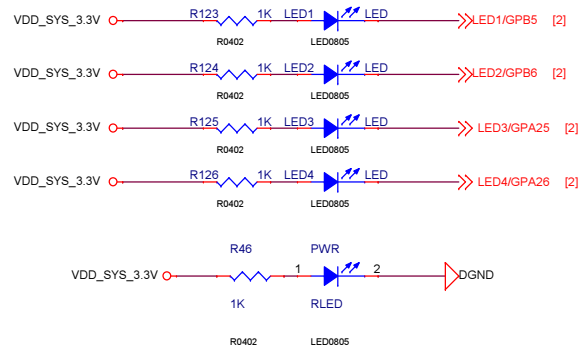 VDD_SYS_3.3V R123 1K LED1 LED LED1/GPB5 [2]
R0402 LED0805
VDD_SYS_3.3V R124 1K LED2 LED LED2/GPB6 [2]
R0402 LED0805
VDD_SYS_3.3V R125 1K LED3 LED LED3/GPA25 [2]
R0402 LED0805
VDD_SYS_3.3V R126 1K LED4 LED LED4/GPA26 [2]
R0402 LED0805
R46 PWR
VDD_SYS_3.3V 1 2 DGND
1K RLED
R0402 LED0805